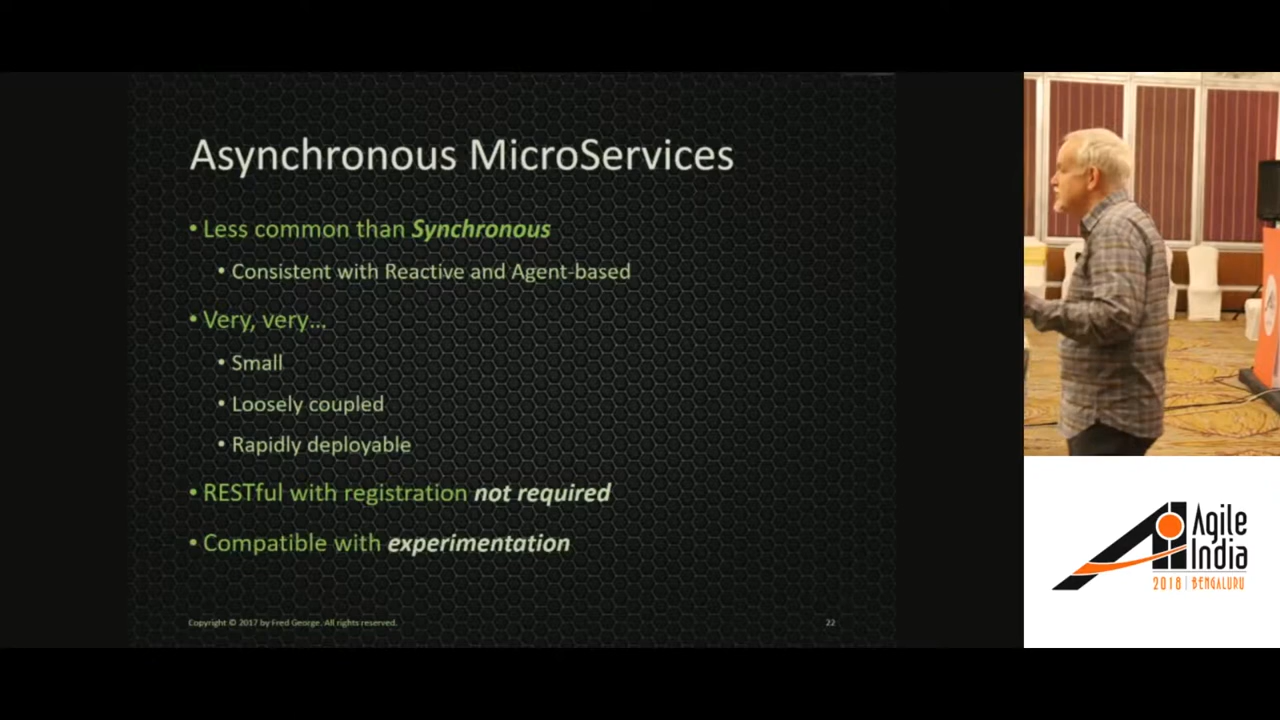 Asynchronous MicroServices
• Less common than Synchronous
• Consistent with Reactive and Agent-based
• Very, very...
• Small
• Loosely coupled
• Rapidly deployable
• RESTful with registration not required
• Compatible with experimentation
Copyright © 2017 by Fred George. All rights reserved.
22
Agile
India
2018 | BENGALURU